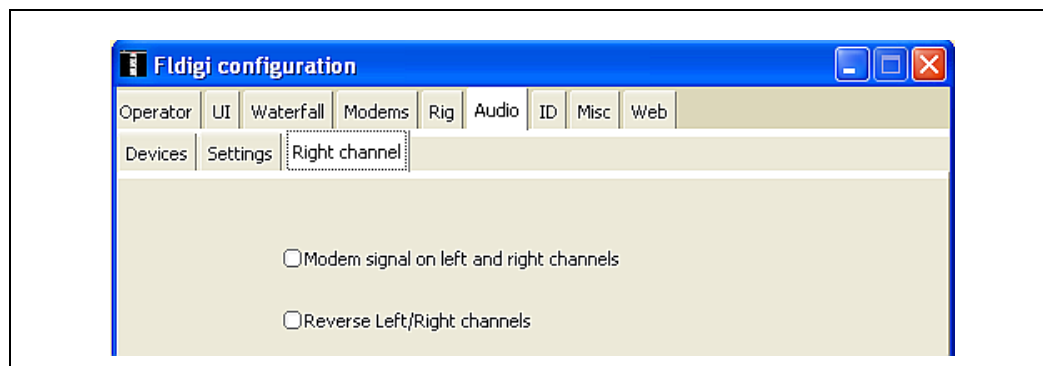 Fldigi configuration
Operator UI Waterfall Modems Rig Audio ID Misc Web
Devices Settings Right channel
Modem signal on left and right channels
Reverse Left/Right channels